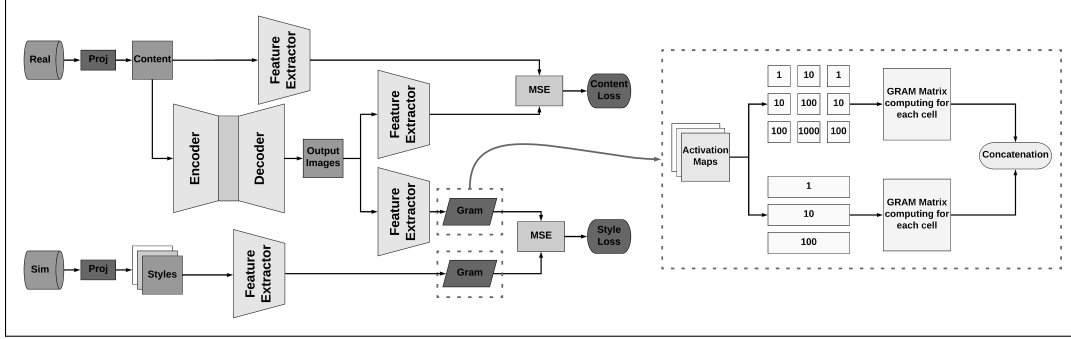 Real
Proj
Content
Feature
Extractor
Encoder
Decoder
Output
Images
Feature
Extractor
MSE
Content
Loss
Feature
Extractor
Gram
MSE
Style
Loss
Sim
Proj
Styles
Feature
Extractor
Gram
Activation
Maps
1 10 1
10 100 10
100 1000 100
GRAM Matrix
computing for
each cell
1
10
100
GRAM Matrix
computing for
each cell
Concatenation